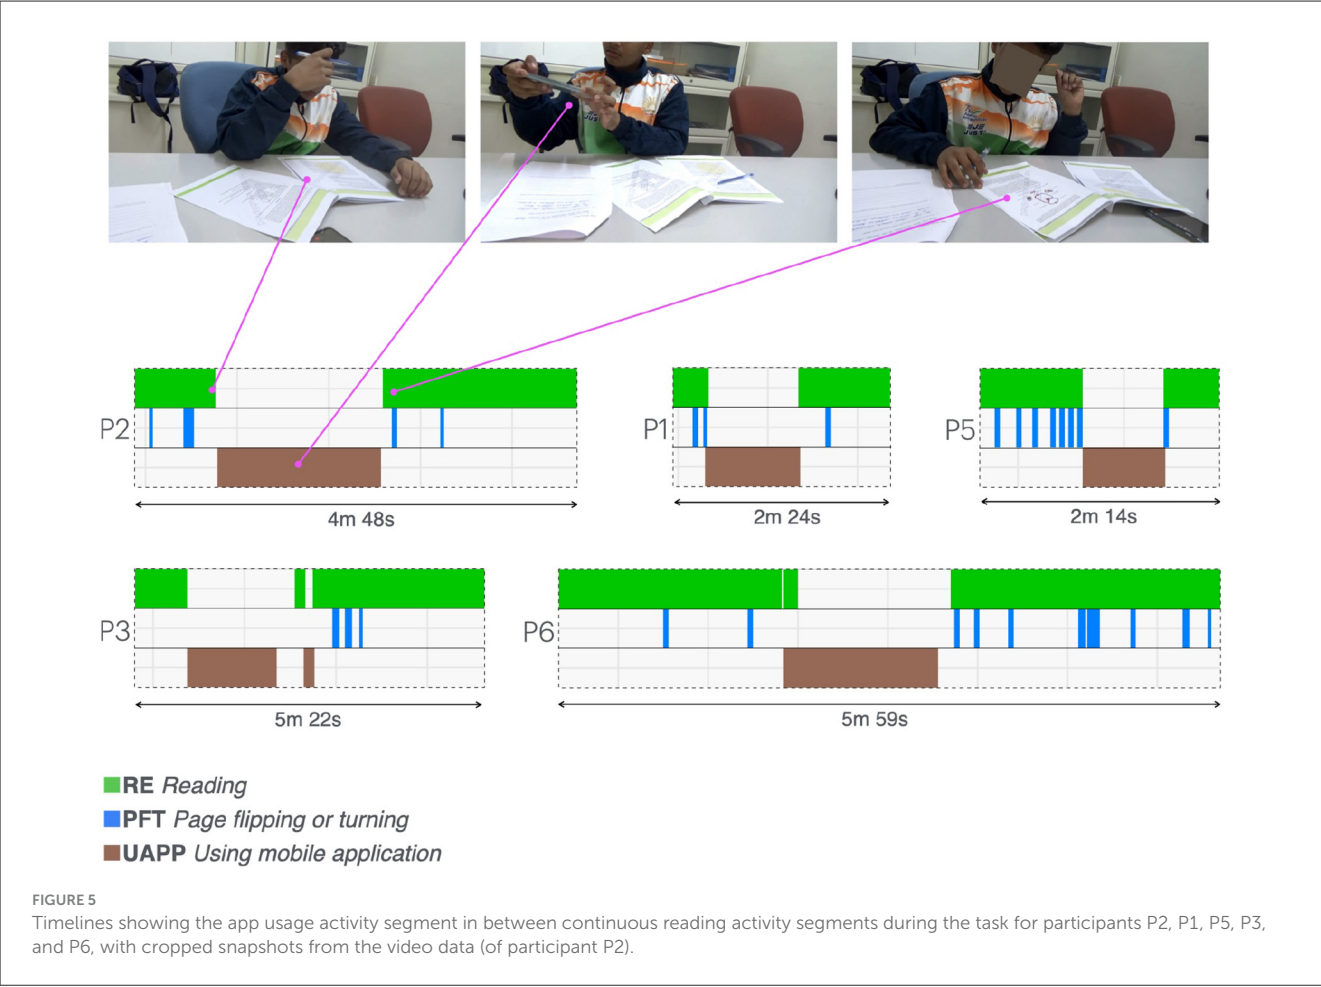 P2
4m 48s
P1
2m 24s
P5
2m 14s
P3
5m 22s
P6
5m 59s
RE Reading
PFT Page flipping or turning
UAPP Using mobile application
FIGURE 5
Timelines showing the app usage activity segment in between continuous reading activity segments during the task for participants P2, P1, P5, P3,
and P6, with cropped snapshots from the video data (of participant P2).